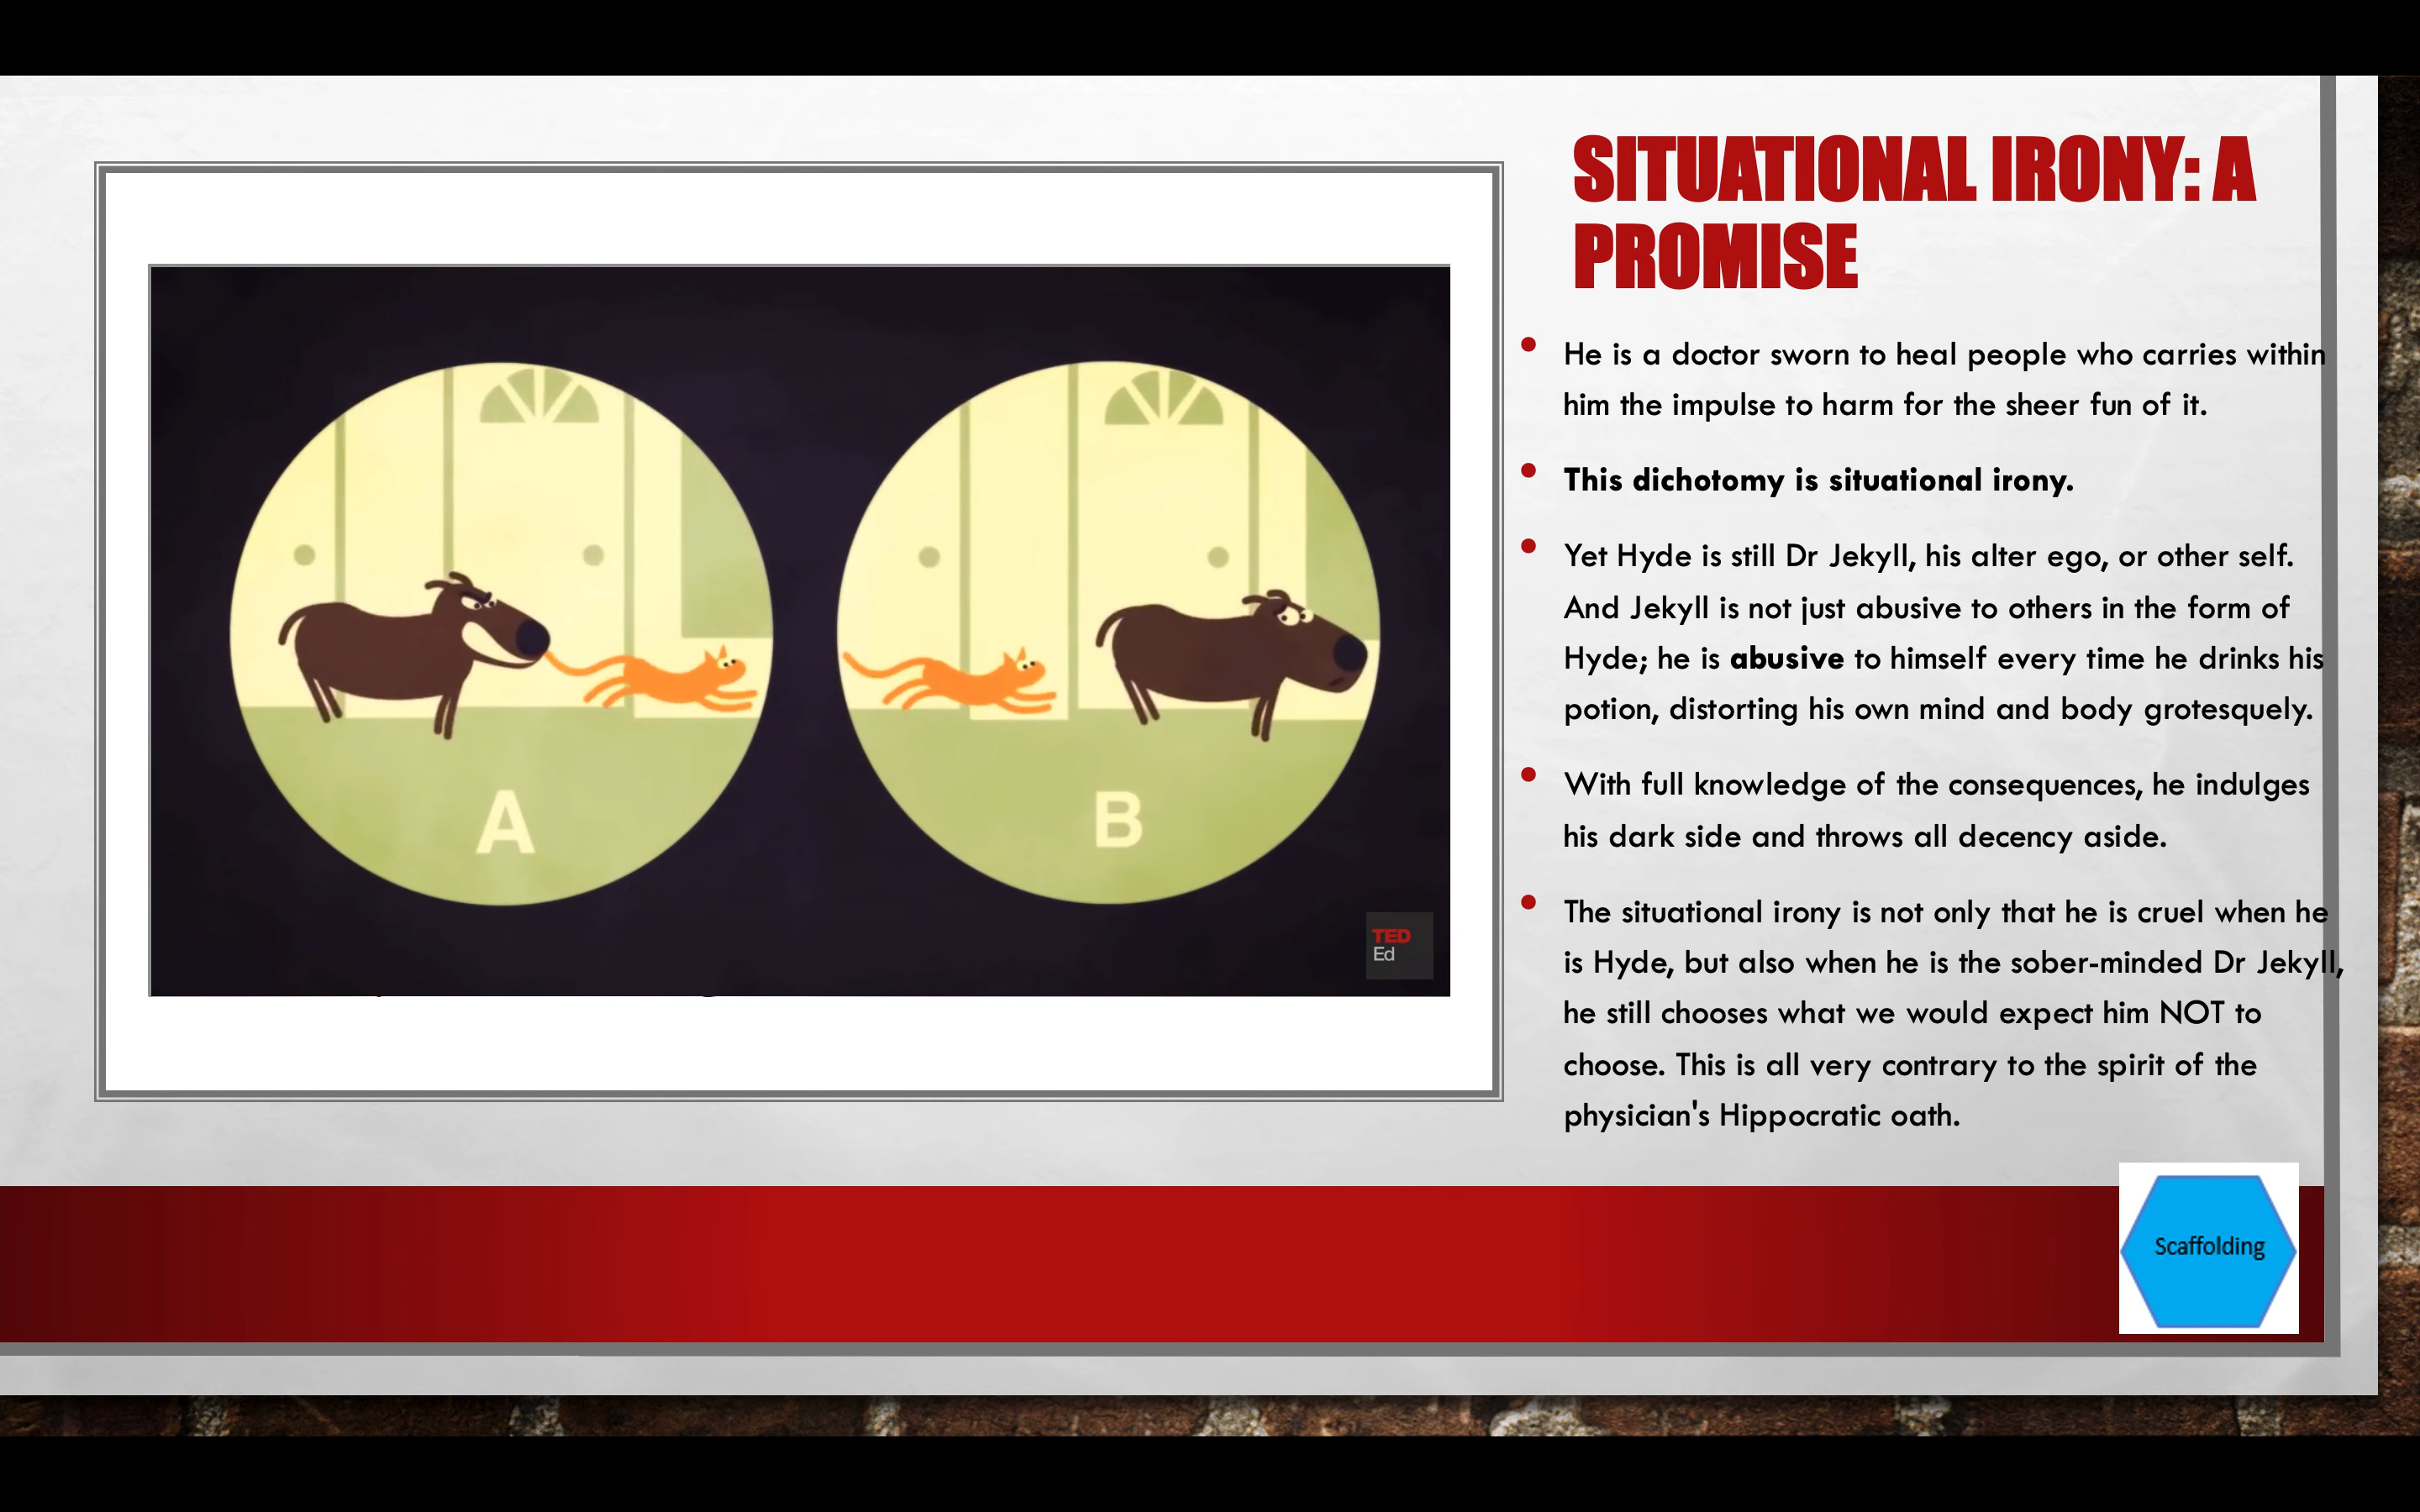 SITUATIONAL IRONY: A
PROMISE
• He is a doctor sworn to heal people who carries within
him the impulse to harm for the sheer fun of it.
• This dichotomy is situational irony.
• Yet Hyde is still Dr Jekyll, his alter ego, or other self.
And Jekyll is not just abusive to others in the form of
Hyde; he is abusive to himself every time he drinks his
potion, distorting his own mind and body grotesquely.
• With full knowledge of the consequences, he indulges
his dark side and throws all decency aside.
• The situational irony is not only that he is cruel when he
is Hyde, but also when he is the sober-minded Dr Jekyll,
he still chooses what we would expect him NOT to
choose. This is all very contrary to the spirit of the
physician's Hippocratic oath.
A
B
TED
Ed
Scaffolding